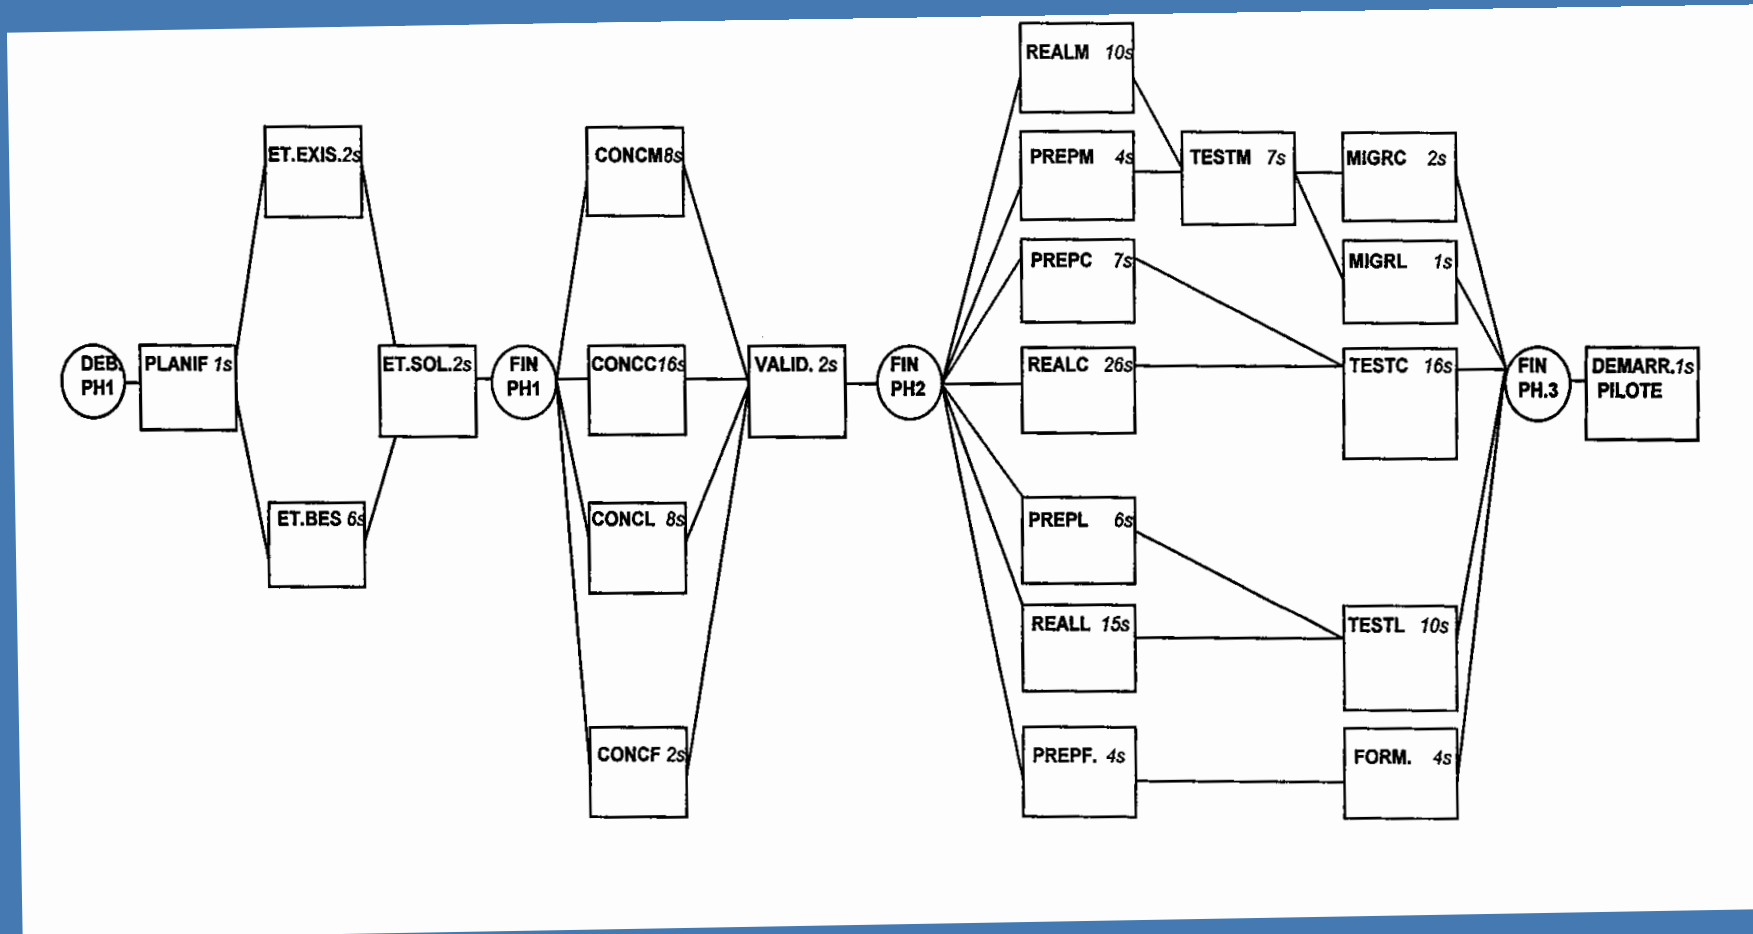 DEB.
PH1
PLANIF 1s
ET.EXIS.2s
ET.BES 6s
ET.SOL.2s
FIN
PH1
CONCM8s
CONCC16s
CONCL 8s
CONCF 2s
VALID. 2s
FIN
PH2
REALM 10s
PREPM 4s
PREPC 7s
REALC 26s
PREPL 6s
REALL 15s
PREPF. 4s
TESTM 7s
MIGRC 2s
MIGRL 1s
TESTC 16s
TESTL 10s
FORM. 4s
FIN
PH.3
DEMARR.1s
PILOTE